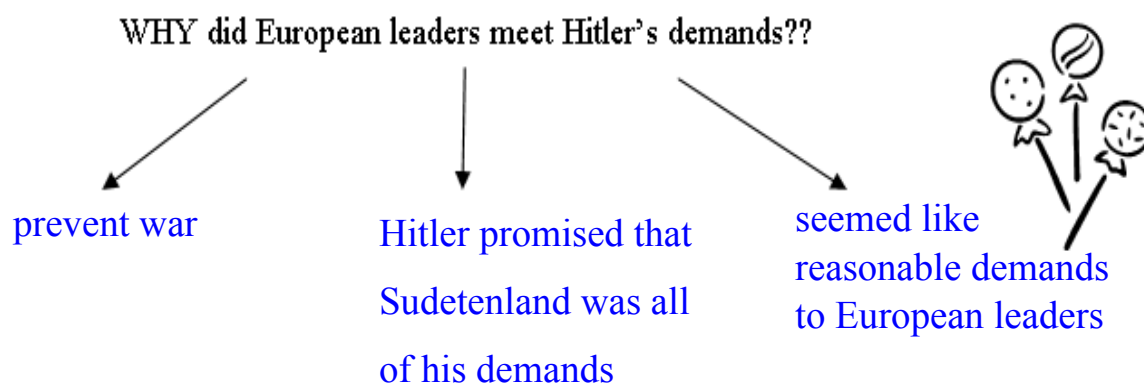 WHY did European leaders meet Hitler's demands??
prevent war
Hitler promised that
Sudetenland was all
of his demands
seemed like
reasonable demands
to European leaders